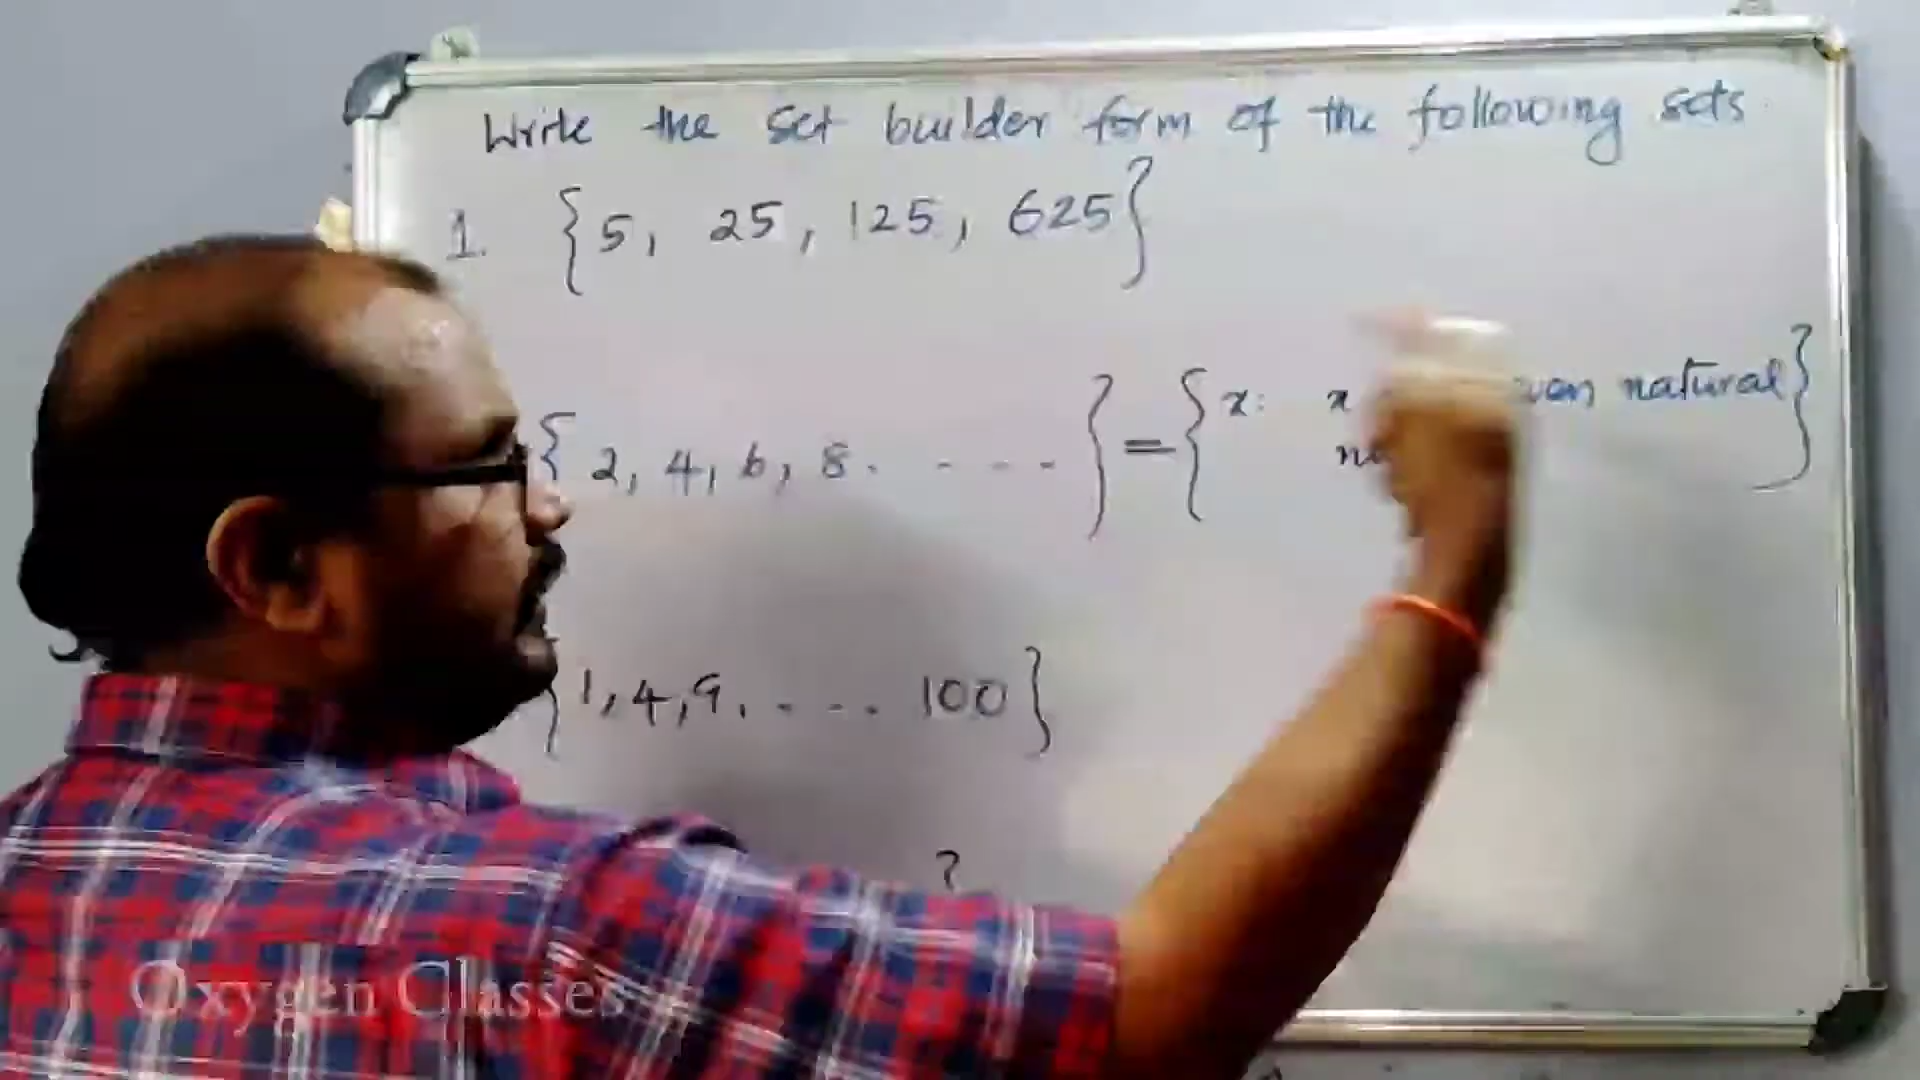 Write the set builder form of the following sets
1. {5, 25, 125, 625}
{2, 4, 6, 8. - - - -} = {x: x even natural}
{1, 4, 9, - - - . 100}
?
Oxygen Classes